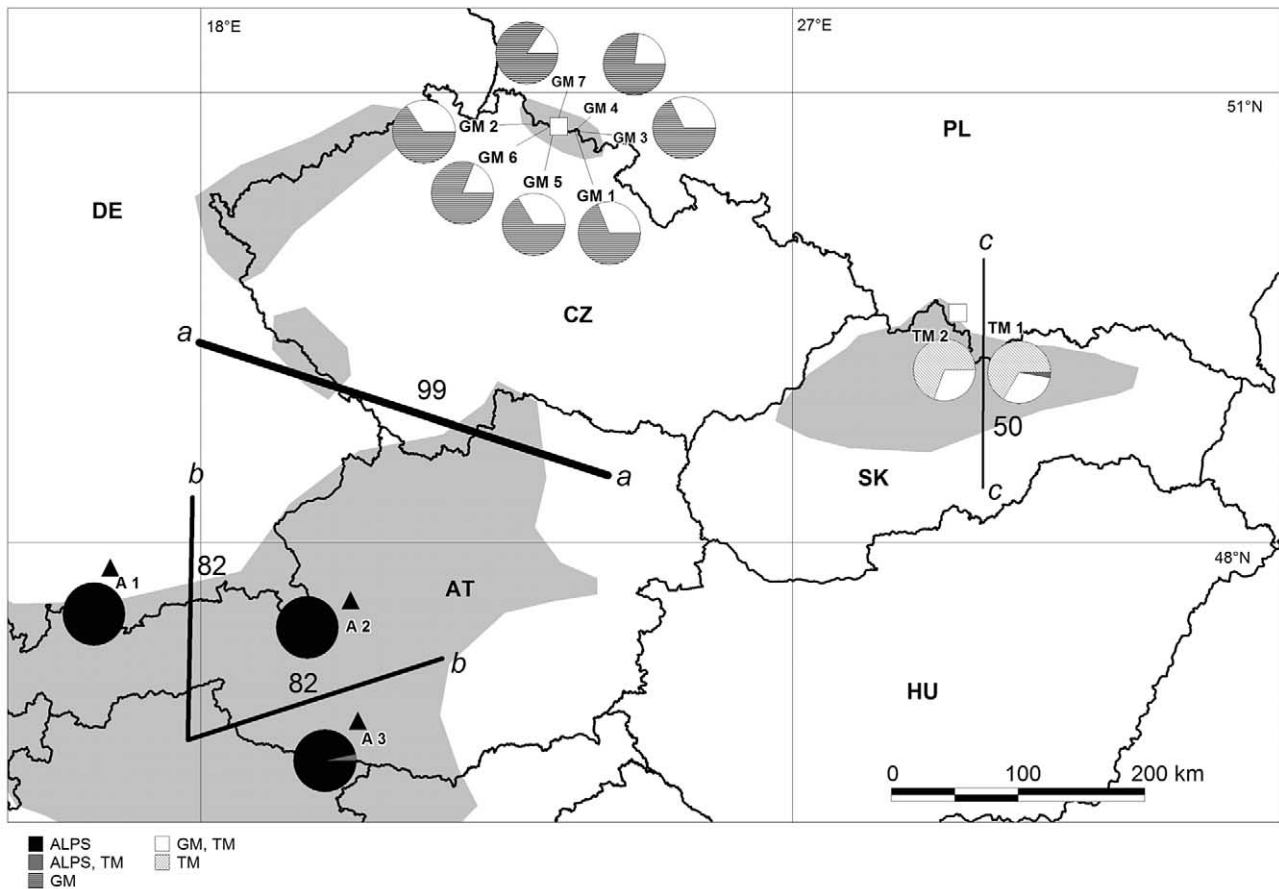 18°E
27°E
GM 7
51°N
GM 4
PL
GM 2
GM 3
GM 6
GM 5
GM 1
DE
c
CZ
a
TM 2
TM 1
99
50
a
SK
c
b
82
48°N
A 1
AT
A 2
b
82
HU
A 3
0 100 200 km
ALPS
GM, TM
ALPS, TM
TM
GM